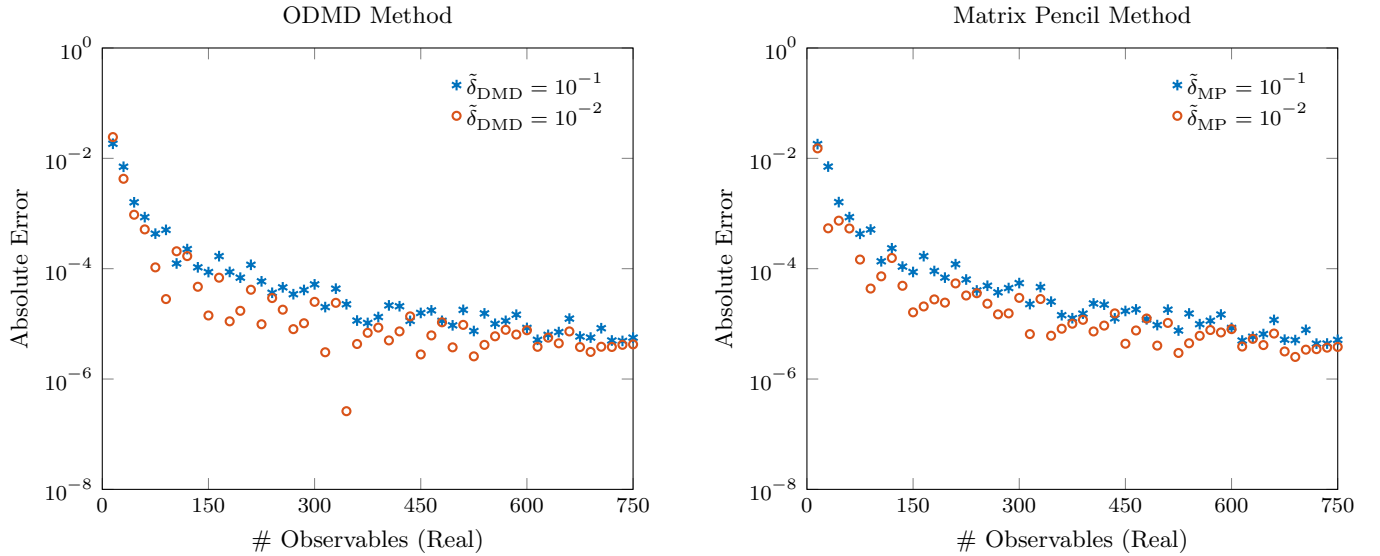 ODMD Method
10^0
10^−2
10^−4
10^−6
10^−8
Absolute Error
δ̃_DMD = 10^−1
δ̃_DMD = 10^−2
0 150 300 450 600 750
# Observables (Real)
Matrix Pencil Method
10^0
10^−2
10^−4
10^−6
10^−8
Absolute Error
δ̃_MP = 10^−1
δ̃_MP = 10^−2
0 150 300 450 600 750
# Observables (Real)